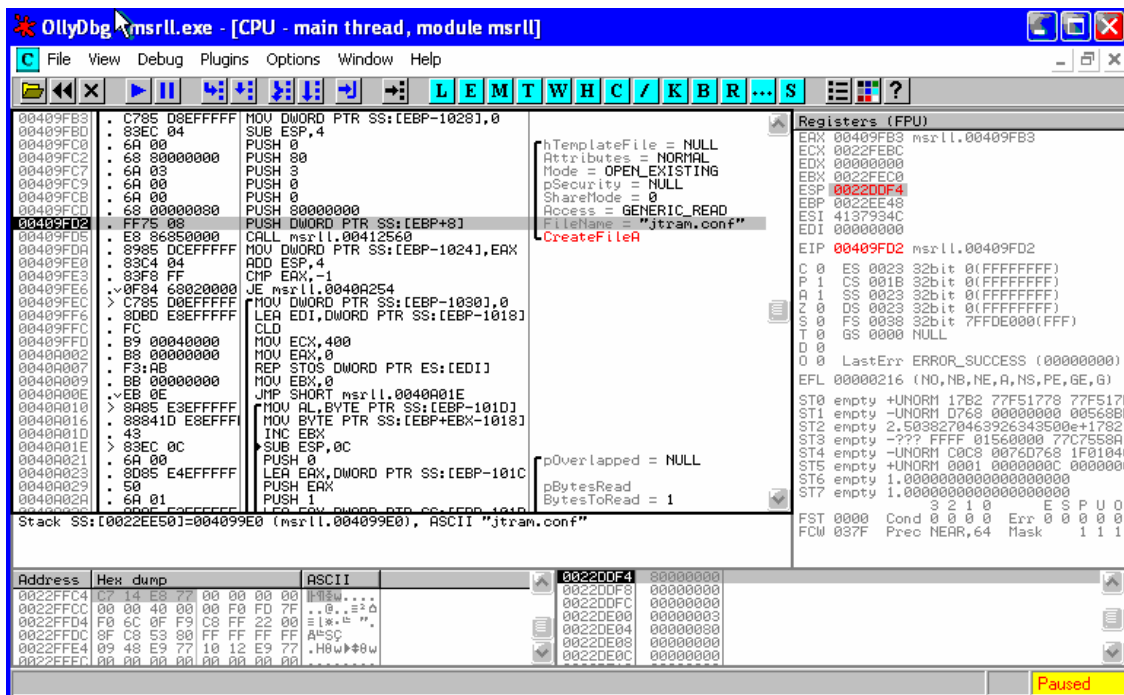 OllyDbg - msrll.exe - [CPU - main thread, module msrll]
C File View Debug Plugins Options Window Help
L E M T W H C / K B R ... S ?
00409FB3 . C785 D8EFFFFF MOV DWORD PTR SS:[EBP-1028],0
00409FBD . 83EC 04 SUB ESP,4
00409FC0 . 6A 00 PUSH 0 hTemplateFile = NULL
00409FC2 . 68 80000000 PUSH 80 Attributes = NORMAL
00409FC7 . 6A 03 PUSH 3 Mode = OPEN_EXISTING
00409FC9 . 6A 00 PUSH 0 pSecurity = NULL
00409FCB . 6A 00 PUSH 0 ShareMode = 0
00409FCD . 68 00000080 PUSH 80000000 Access = GENERIC_READ
00409FD2 . FF75 08 PUSH DWORD PTR SS:[EBP+8] FileName = "jtram.conf"
00409FD5 . E8 86850000 CALL msrll.00412560 CreateFileA
00409FDA . 8985 DCEFFFFF MOV DWORD PTR SS:[EBP-1024],EAX
00409FE0 . 83C4 04 ADD ESP,4
00409FE3 . 83F8 FF CMP EAX,-1
00409FE6 .v0F84 68020000 JE msrll.0040A254
00409FEC > C785 D0EFFFFF MOV DWORD PTR SS:[EBP-1030],0
00409FF6 . 8DBD E8EFFFFF LEA EDI,DWORD PTR SS:[EBP-1018]
00409FFC . FC CLD
00409FFD . B9 00040000 MOV ECX,400
0040A002 . B8 00000000 MOV EAX,0
0040A007 . F3:AB REP STOS DWORD PTR ES:[EDI]
0040A009 . BB 00000000 MOV EBX,0
0040A00E .vEB 0E JMP SHORT msrll.0040A01E
0040A010 > 8A85 E3EFFFFF MOV AL,BYTE PTR SS:[EBP-101D]
0040A016 . 88841D E8EFFF MOV BYTE PTR SS:[EBP+EBX-1018]
0040A01D . 43 INC EBX
0040A01E > 83EC 0C SUB ESP,0C
0040A021 . 6A 00 PUSH 0 pOverlapped = NULL
0040A023 . 8D85 E4EFFFFF LEA EAX,DWORD PTR SS:[EBP-101C
0040A029 . 50 PUSH EAX pBytesRead
0040A02A . 6A 01 PUSH 1 BytesToRead = 1
Stack SS:[0022EE50]=004099E0 (msrll.004099E0), ASCII "jtram.conf"
Registers (FPU)
EAX 00409FB3 msrll.00409FB3
ECX 0022FEBC
EDX 00000000
EBX 0022FEC0
ESP 0022DDF4
EBP 0022EE48
ESI 4137934C
EDI 00000000
EIP 00409FD2 msrll.00409FD2
C 0 ES 0023 32bit 0(FFFFFFFF)
P 1 CS 001B 32bit 0(FFFFFFFF)
A 1 SS 0023 32bit 0(FFFFFFFF)
Z 0 DS 0023 32bit 0(FFFFFFFF)
S 0 FS 0038 32bit 7FFDE000(FFF)
T 0 GS 0000 NULL
D 0
O 0 LastErr ERROR_SUCCESS (00000000)
EFL 00000216 (NO,NB,NE,A,NS,PE,GE,G)
ST0 empty +UNORM 17B2 77F51778 77F517
ST1 empty -UNORM D768 00000000 00568B
ST2 empty 2.5038270463926343500e+1782
ST3 empty -??? FFFF 01560000 77C7558A
ST4 empty -UNORM C0C8 0076D768 1F0104
ST5 empty +UNORM 0001 0000000C 000000
ST6 empty 1.0000000000000000000
ST7 empty 1.0000000000000000000
3 2 1 0 E S P U O
FST 0000 Cond 0 0 0 0 Err 0 0 0 0 0
FCW 037F Prec NEAR,64 Mask 1 1 1
Address Hex dump ASCII
0022FFC4 C7 14 E8 77 00 00 00 00
0022FFCC 00 00 40 00 00 F0 FD 7F
0022FFD4 F0 6C 0F F9 C8 FF 22 00
0022FFDC 8F C8 53 80 FF FF FF FF
0022FFE4 09 48 E9 77 10 12 E9 77
0022FFEC 00 00 00 00 00 00 00 00
0022DDF4 80000000
0022DDF8 00000000
0022DDFC 00000000
0022DE00 00000003
0022DE04 00000080
0022DE08 00000000
0022DE0C 00000000
Paused